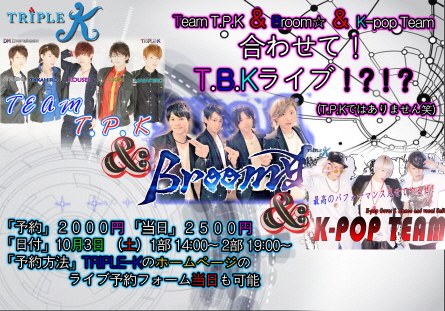 TRIPLE K
TAKAHIRO KOUSEI
TEAM
T.P.K
Team T.P.K & Broom☆ & K-pop Team
合わせて!
T.B.Kライブ!?!?
(T.P.Kではありません笑)
&
Broom☆
&
最高のパフォーマンス
K-POP TEAM
「予約」2000円「当日」2500円
「日付」10月3日 (土) 1部 14:00〜2部 19:00〜
「予約方法」TRIPLE-Kのホームページの
ライブ予約フォーム当日も可能